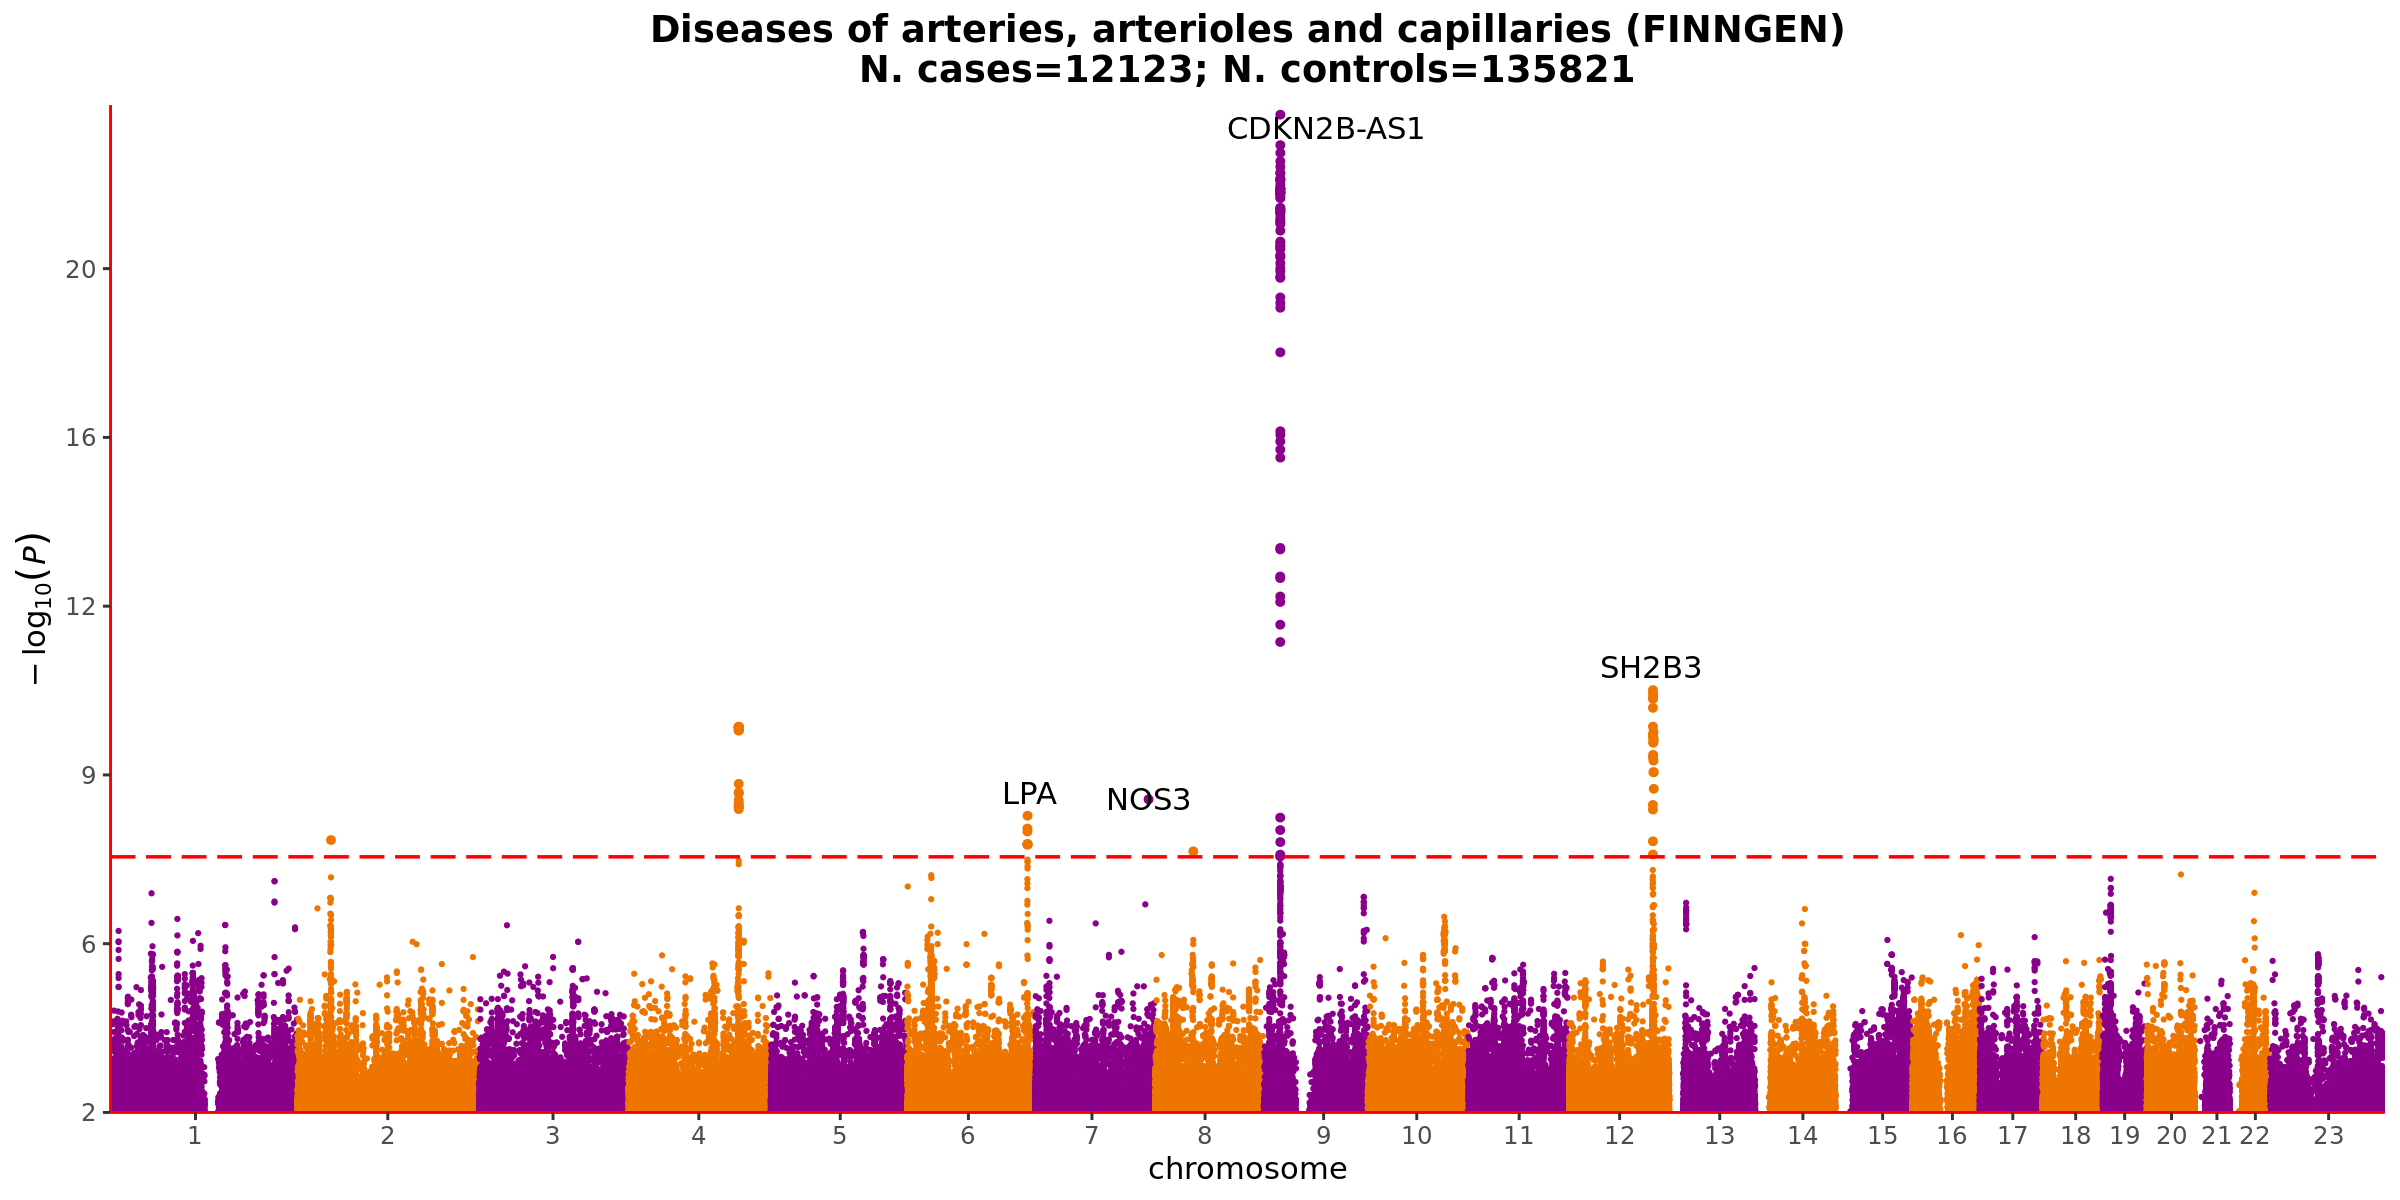 Diseases of arteries, arterioles and capillaries (FINNGEN)
N. cases=12123; N. controls=135821
CDKN2B-AS1
20
16
12
SH2B3
9
LPA
NOS3
6
2
−log10(P)
1 2 3 4 5 6 7 8 9 10 11 12 13 14 15 16 17 18 19 20 21 22 23
chromosome